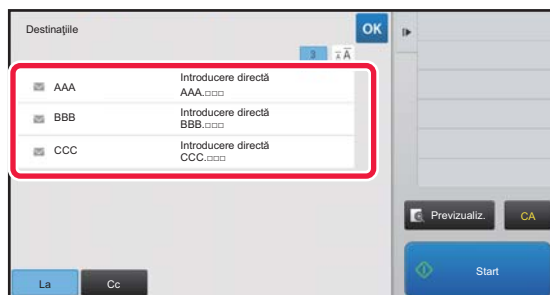 Destinaţiile
OK
3
A A
AAA
Introducere directă
AAA.□□□
BBB
Introducere directă
BBB.□□□
CCC
Introducere directă
CCC.□□□
Previzualiz.
CA
La
Cc
Start